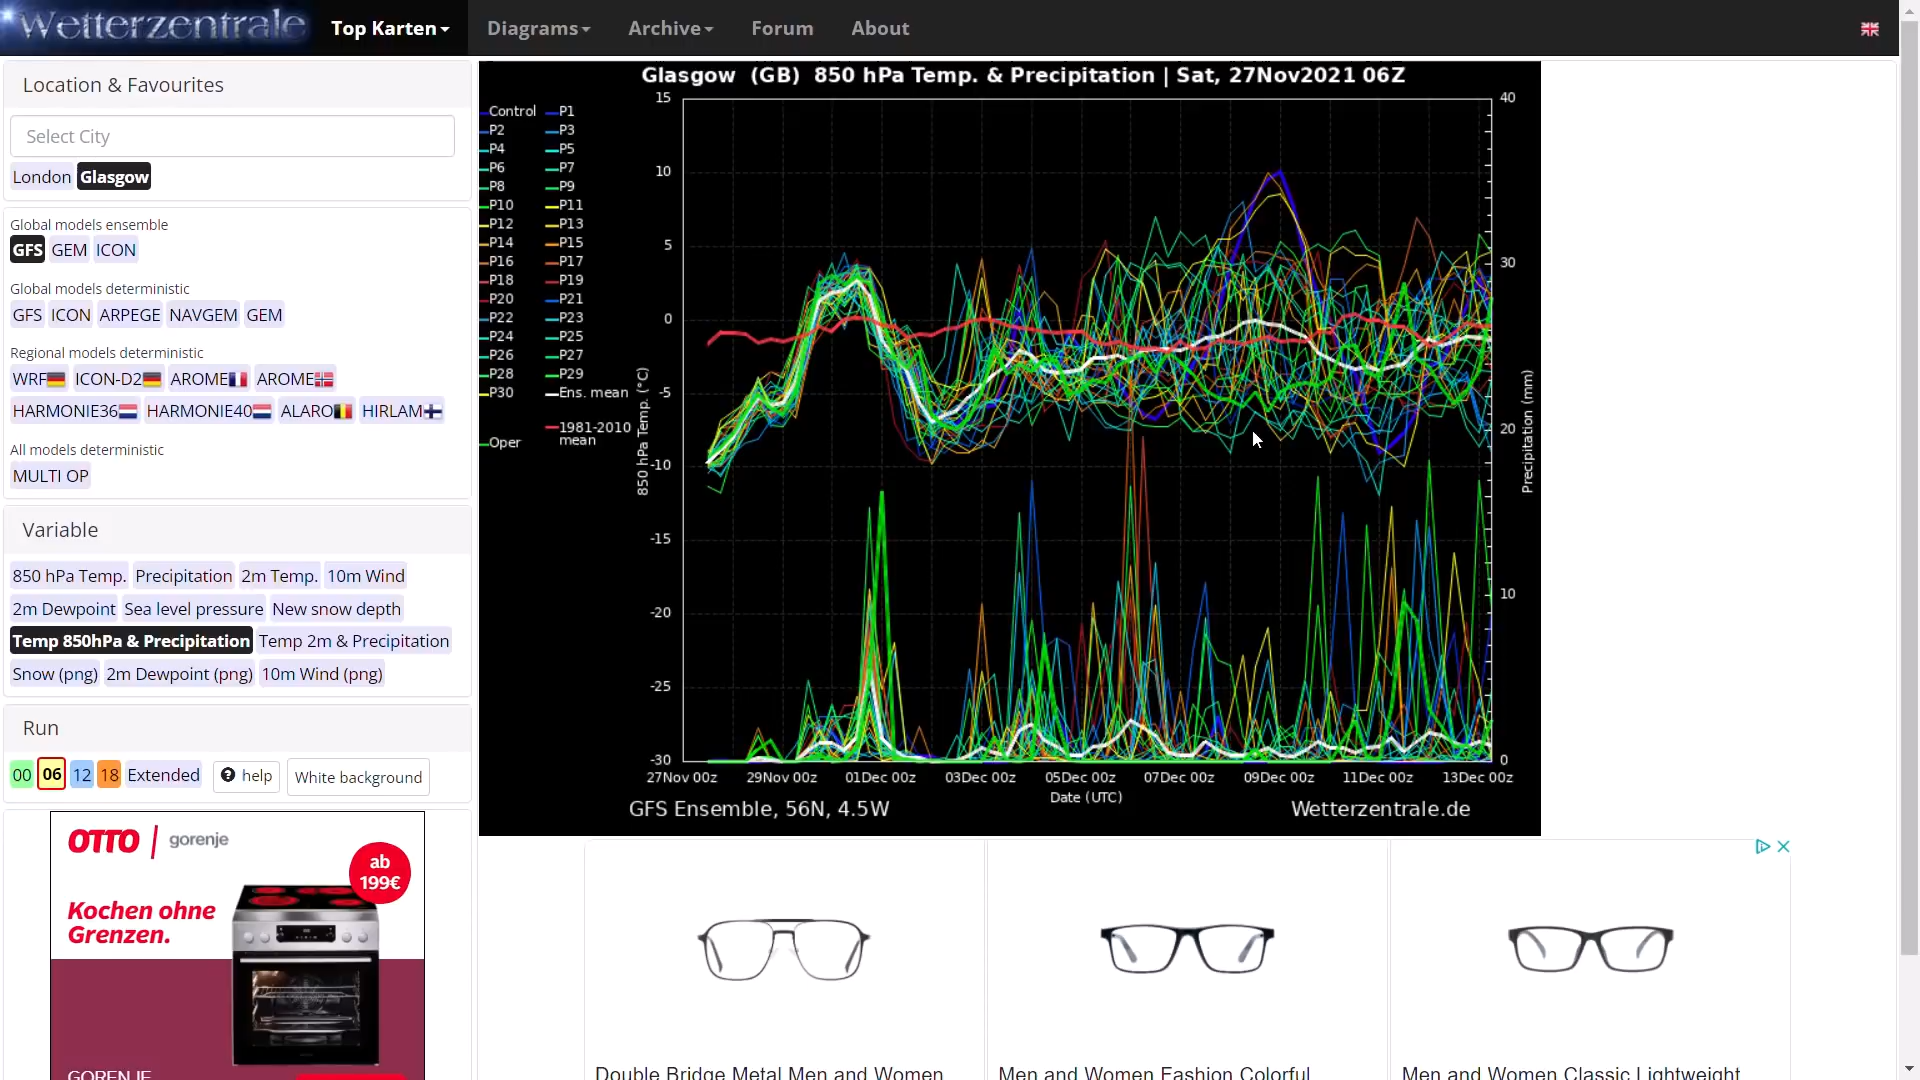 Wetterzentrale
Top Karten
Diagrams
Archive
Forum
About
Location & Favourites
Select City
London Glasgow
Global models ensemble
GFS GEM ICON
Global models deterministic
GFS ICON ARPEGE NAVGEM GEM
Regional models deterministic
WRF ICON-D2 AROME AROME
HARMONIE36 HARMONIE40 ALARO HIRLAM
All models deterministic
MULTI OP
Variable
850 hPa Temp. Precipitation 2m Temp. 10m Wind
2m Dewpoint Sea level pressure New snow depth
Temp 850hPa & Precipitation Temp 2m & Precipitation
Snow (png) 2m Dewpoint (png) 10m Wind (png)
Run
00 06 12 18 Extended help White background
OTTO gorenje
ab
199€
Kochen ohne
Grenzen.
GORENJE
Glasgow (GB) 850 hPa Temp. & Precipitation | Sat, 27Nov2021 06Z
Control P1
P2 P3
P4 P5
P6 P7
P8 P9
P10 P11
P12 P13
P14 P15
P16 P17
P18 P19
P20 P21
P22 P23
P24 P25
P26 P27
P28 P29
P30 Ens. mean
1981-2010
mean
Oper
850 hPa Temp. (°C)
15
10
5
0
-5
-10
-15
-20
-25
-30
40
30
20
10
0
Precipitation (mm)
27Nov 00z 29Nov 00z 01Dec 00z 03Dec 00z 05Dec 00z 07Dec 00z 09Dec 00z 11Dec 00z 13Dec 00z
Date (UTC)
GFS Ensemble, 56N, 4.5W
Wetterzentrale.de
Double Bridge Metal Men and Women
Men and Women Fashion Colorful
Men and Women Classic Lightweight